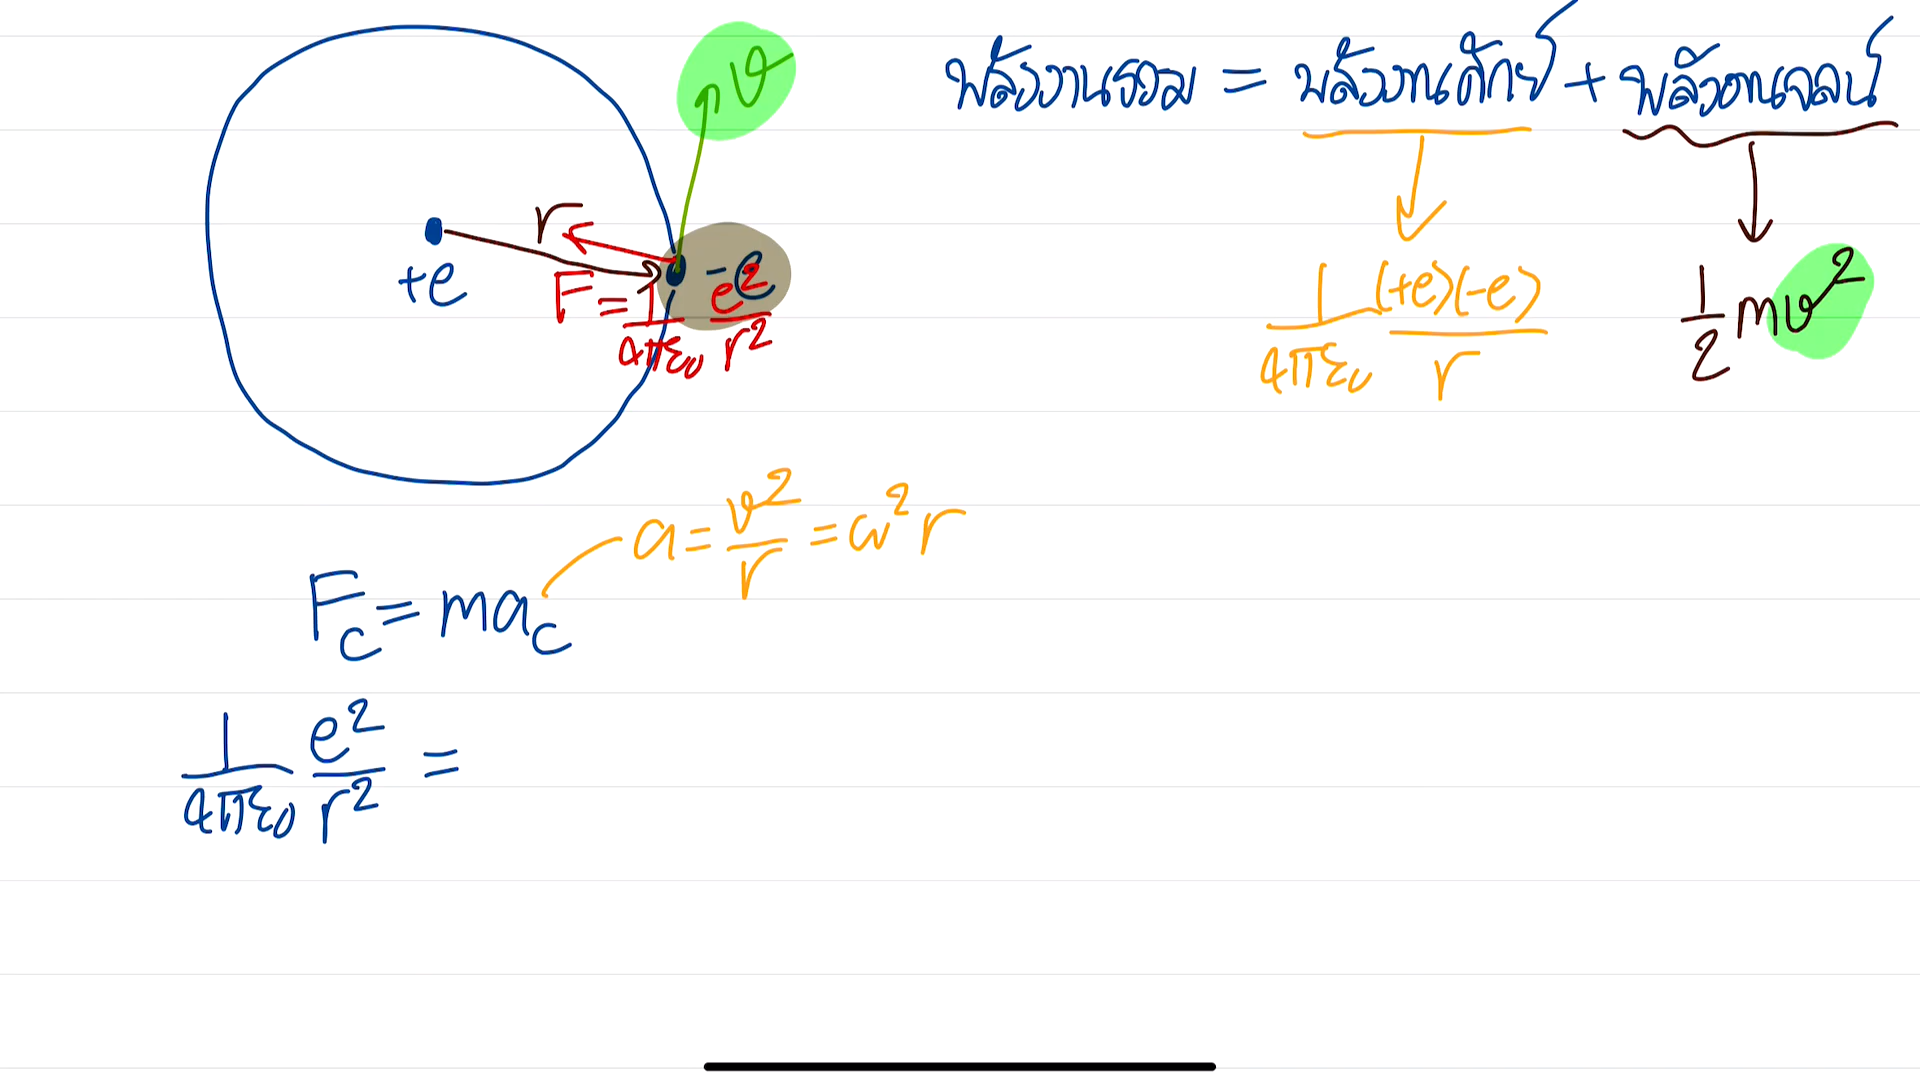 พลังงานรวม = พลังงานศักย์ + พลังงานจลน์
v
r
+e
-e
F = 1/4πε₀ e²/r²
1/4πε₀ (+e)(-e)/r
1/2 mv²
a = v²/r = ω²r
F_c = ma_c
1/4πε₀ e²/r² =